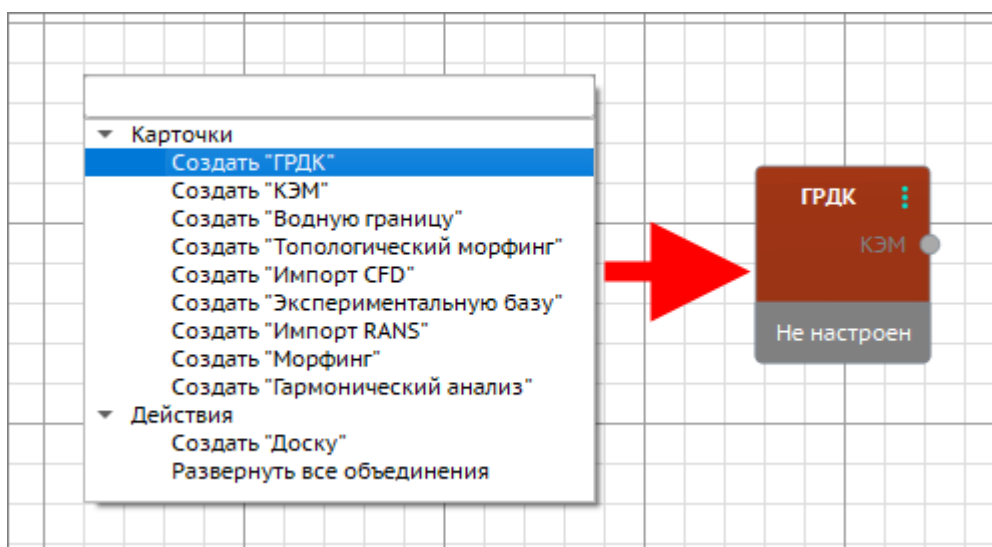 Карточки
Создать "ГРДК"
Создать "КЭМ"
Создать "Водную границу"
Создать "Топологический морфинг"
Создать "Импорт CFD"
Создать "Экспериментальную базу"
Создать "Импорт RANS"
Создать "Морфинг"
Создать "Гармонический анализ"
Действия
Создать "Доску"
Развернуть все объединения
ГРДК
КЭМ
Не настроен